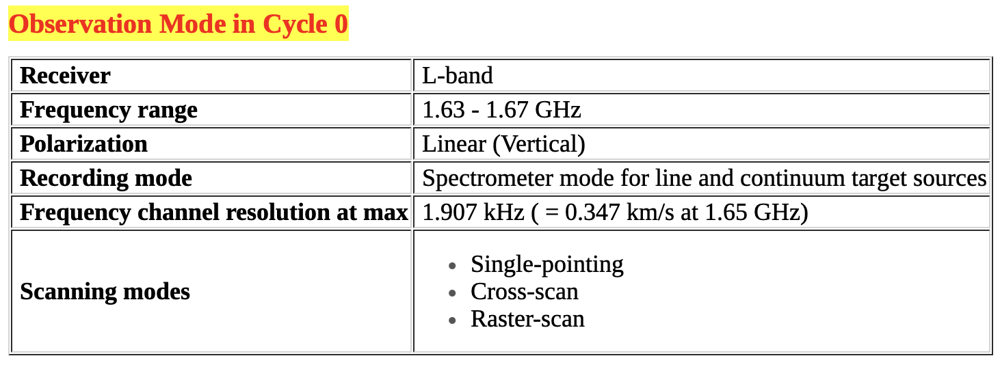 Observation Mode in Cycle 0
Receiver L-band
Frequency range 1.63 - 1.67 GHz
Polarization Linear (Vertical)
Recording mode Spectrometer mode for line and continuum target sources
Frequency channel resolution at max 1.907 kHz ( = 0.347 km/s at 1.65 GHz)
Scanning modes
• Single-pointing
• Cross-scan
• Raster-scan